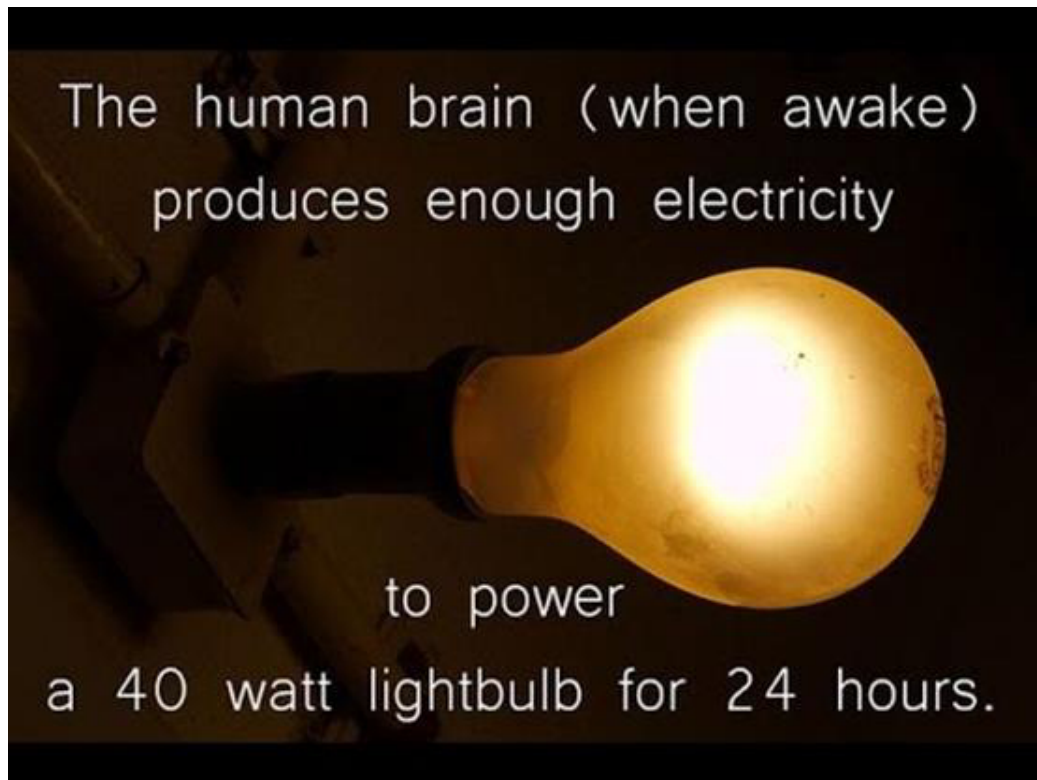 The human brain (when awake)
produces enough electricity
to power
a 40 watt lightbulb for 24 hours.